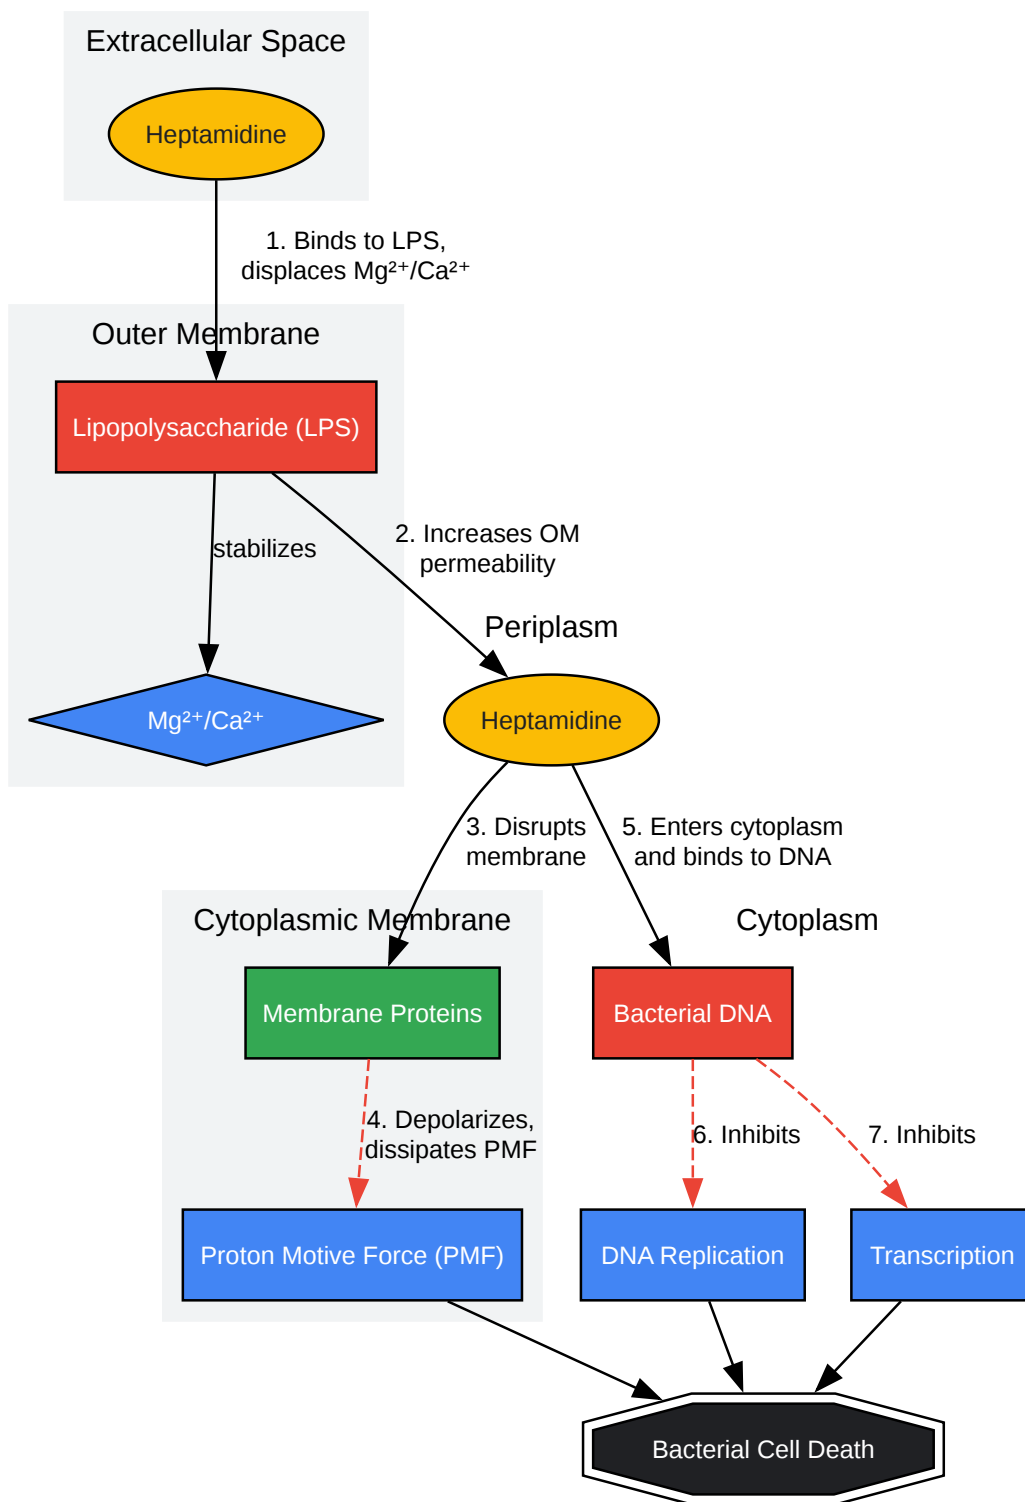 Extracellular Space
Heptamidine
1. Binds to LPS,
displaces Mg²⁺/Ca²⁺
Outer Membrane
Lipopolysaccharide (LPS)
stabilizes
2. Increases OM
permeability
Periplasm
Mg²⁺/Ca²⁺
Heptamidine
3. Disrupts
membrane
5. Enters cytoplasm
and binds to DNA
Cytoplasmic Membrane
Cytoplasm
Membrane Proteins
Bacterial DNA
4. Depolarizes,
dissipates PMF
6. Inhibits
7. Inhibits
Proton Motive Force (PMF)
DNA Replication
Transcription
Bacterial Cell Death